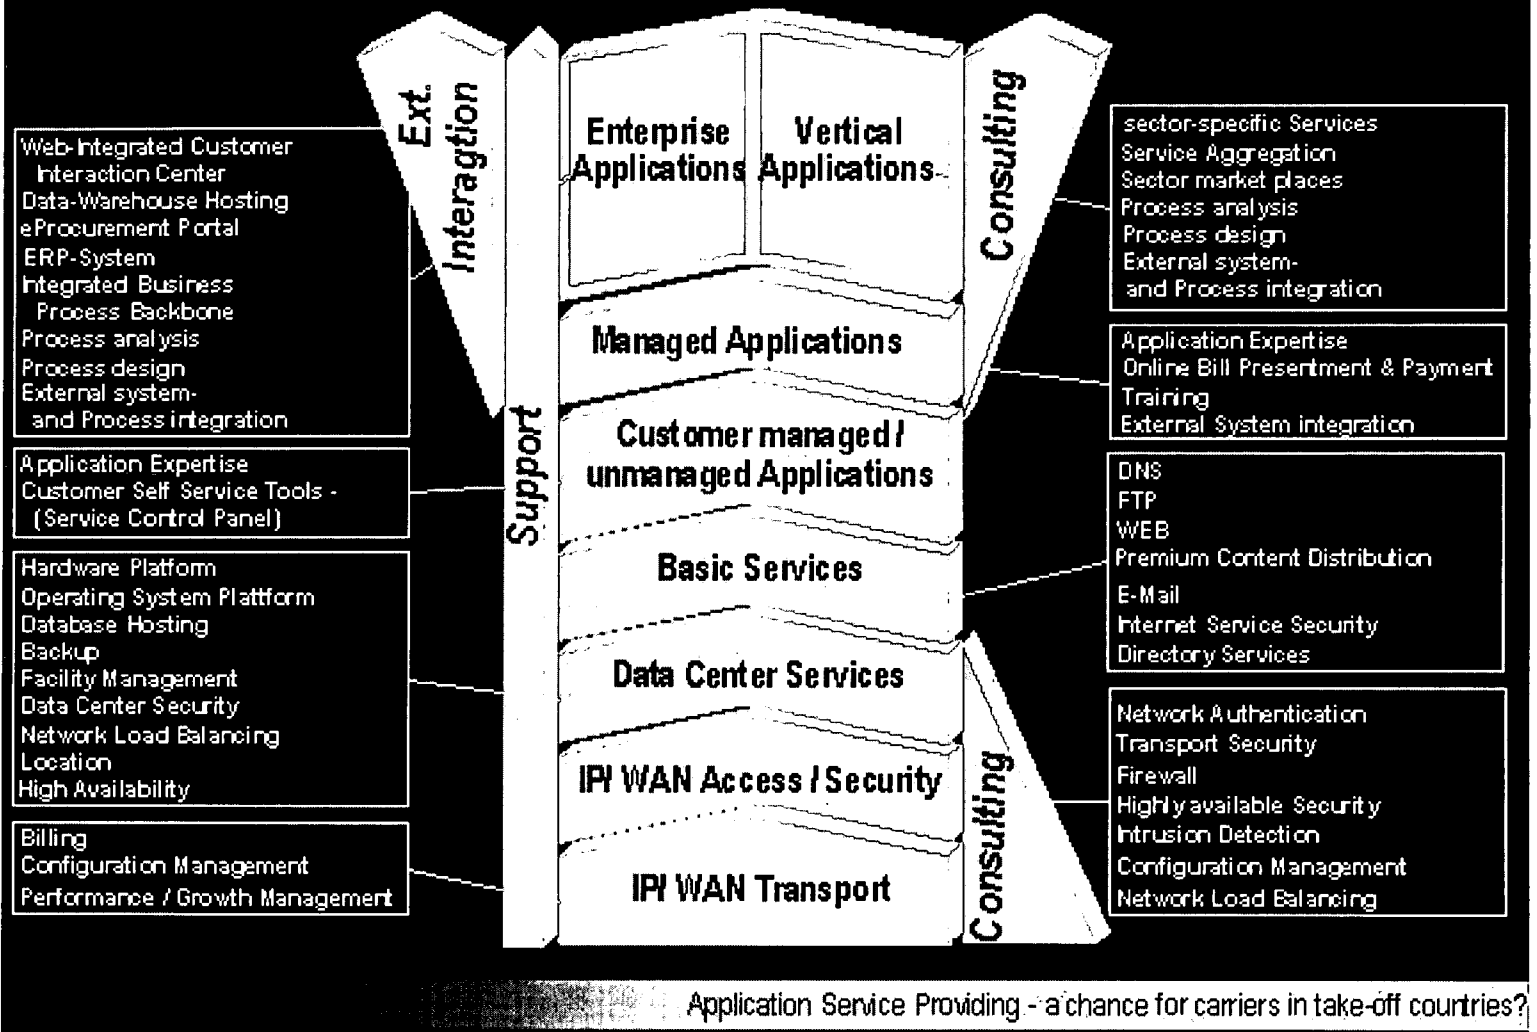 Ext.
Interagtion
Support
Enterprise
Applications
Vertical
Applications
Consulting
Managed Applications
Customer managed /
unmanaged Applications
Basic Services
Data Center Services
IP/ WAN Access / Security
IP/ WAN Transport
Consulting
Web-Integrated Customer
Interaction Center
Data-Warehouse Hosting
eProcurement Portal
ERP-System
Integrated Business
Process Backbone
Process analysis
Process design
External system-
and Process integration
Application Expertise
Customer Self Service Tools -
(Service Control Panel)
Hardware Platform
Operating System Plattform
Database Hosting
Backup
Facility Management
Data Center Security
Network Load Balancing
Location
High Availability
Billing
Configuration Management
Performance / Growth Management
sector-specific Services
Service Aggregation
Sector market places
Process analysis
Process design
External system-
and Process integration
Application Expertise
Online Bill Presentment & Payment
Training
External System integration
DNS
FTP
WEB
Premium Content Distribution
E-Mail
Internet Service Security
Directory Services
Network Authentication
Transport Security
Firewall
Highly available Security
Intrusion Detection
Configuration Management
Network Load Balancing
Application Service Providing - a chance for carriers in take-off countries?